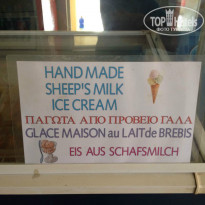 TOP HOTELS
HAND MADE
SHEEP'S MILK
ICE CREAM
ΠΑΓΩΤΑ ΑΠΟ ΠΡΟΒΕΙΟ ΓΑΛΑ
GLACE MAISON au LAIT de BREBIS
EIS AUS SCHAFSMILCH